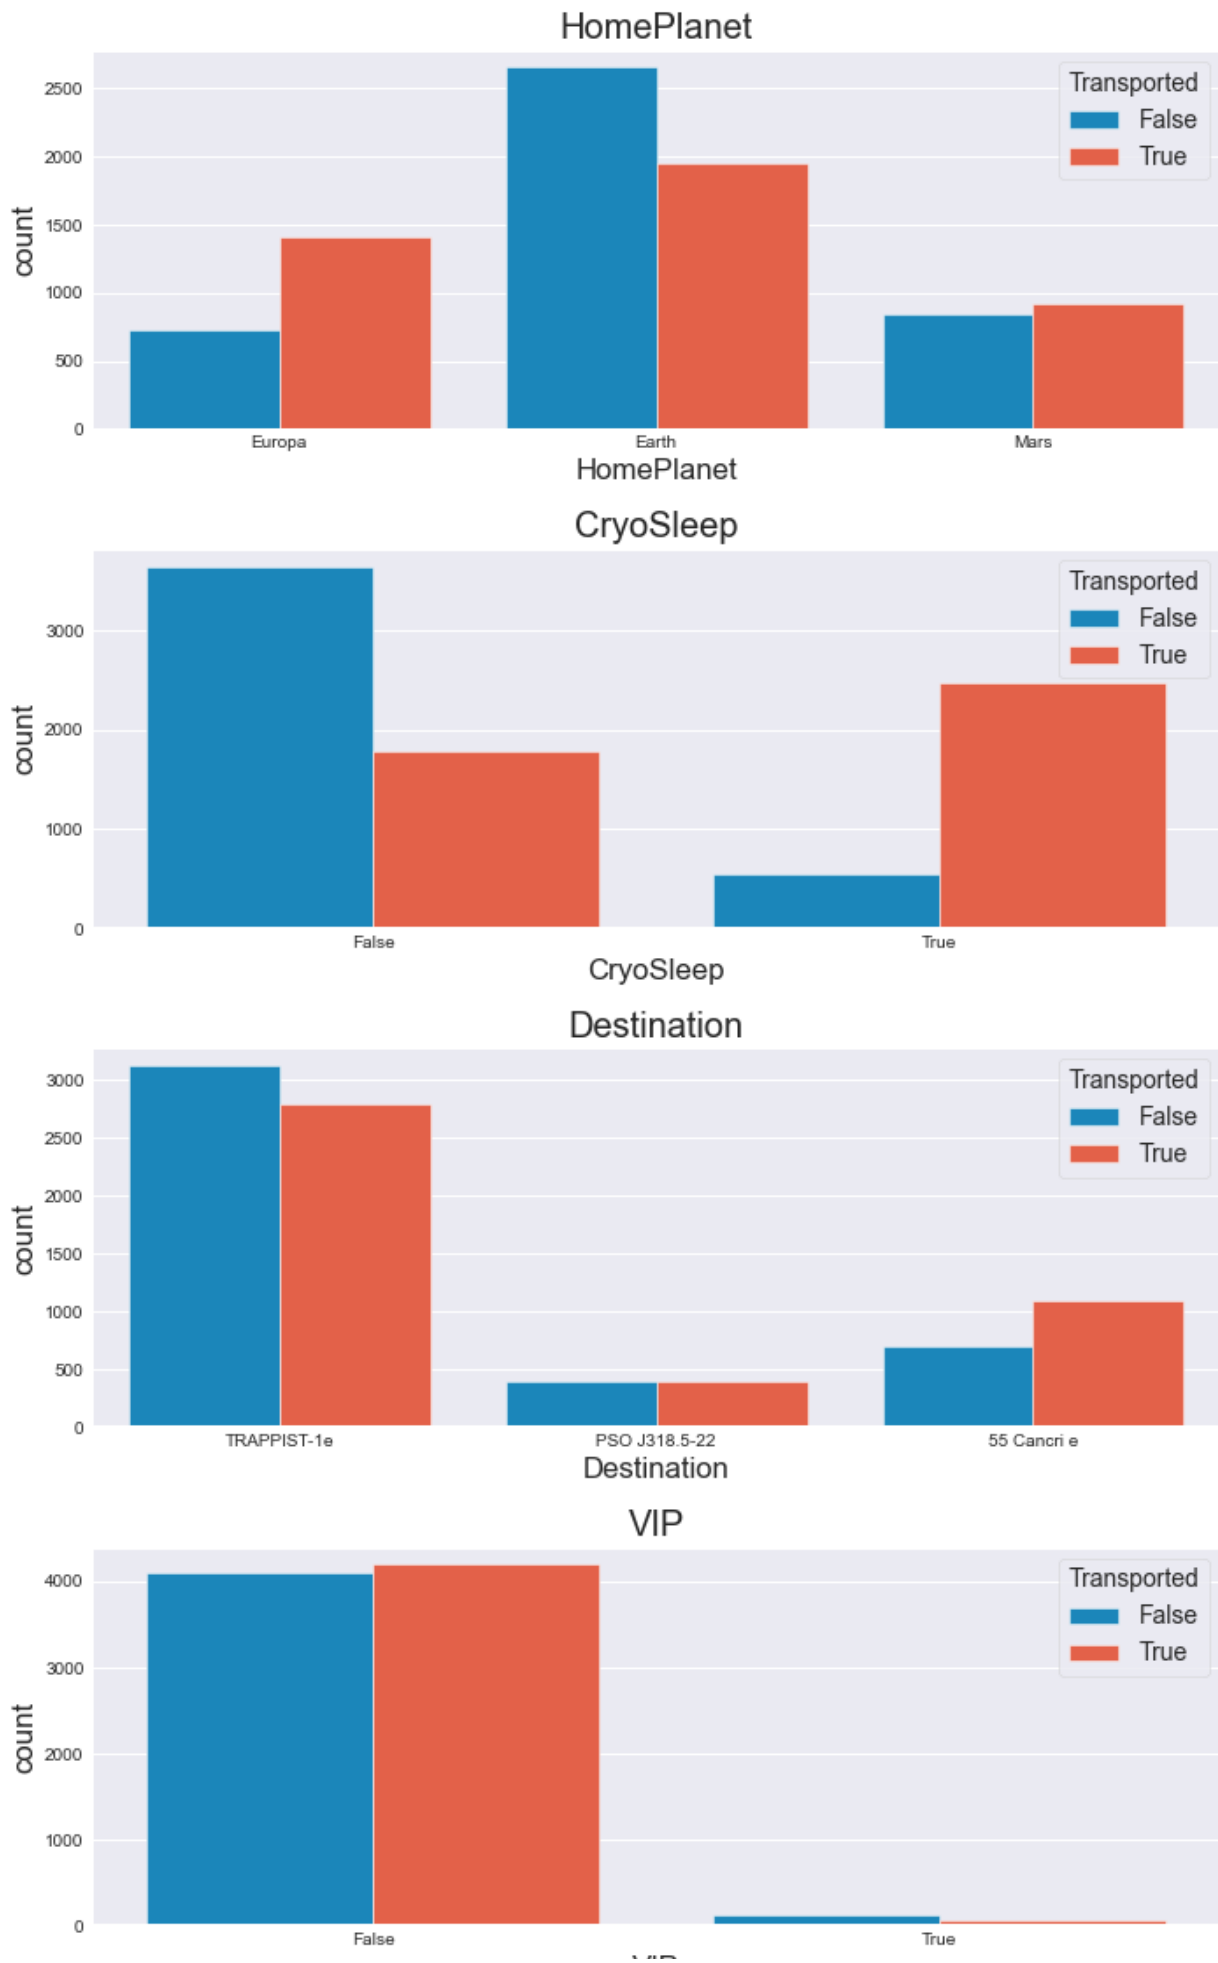 HomePlanet
2500
2000
1500
1000
500
0
count
Transported
False
True
Europa Earth Mars
HomePlanet
CryoSleep
3000
2000
1000
0
count
Transported
False
True
False True
CryoSleep
Destination
3000
2500
2000
1500
1000
500
0
count
Transported
False
True
TRAPPIST-1e PSO J318.5-22 55 Cancri e
Destination
VIP
4000
3000
2000
1000
0
count
Transported
False
True
False True